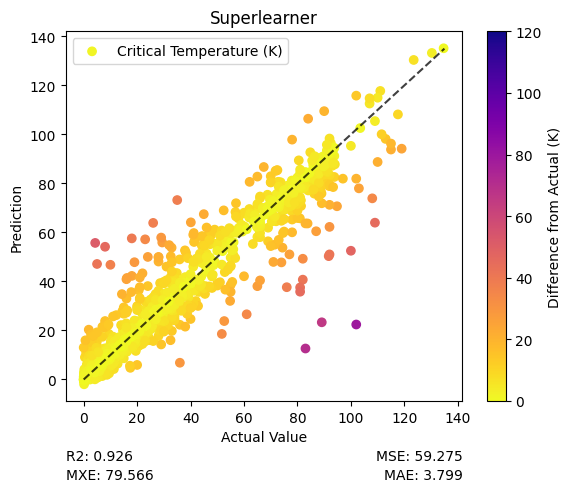 Superlearner
Critical Temperature (K)
Prediction
140
120
100
80
60
40
20
0
0 20 40 60 80 100 120 140
Actual Value
120
100
80
60
40
20
0
Difference from Actual (K)
R2: 0.926 MSE: 59.275
MXE: 79.566 MAE: 3.799